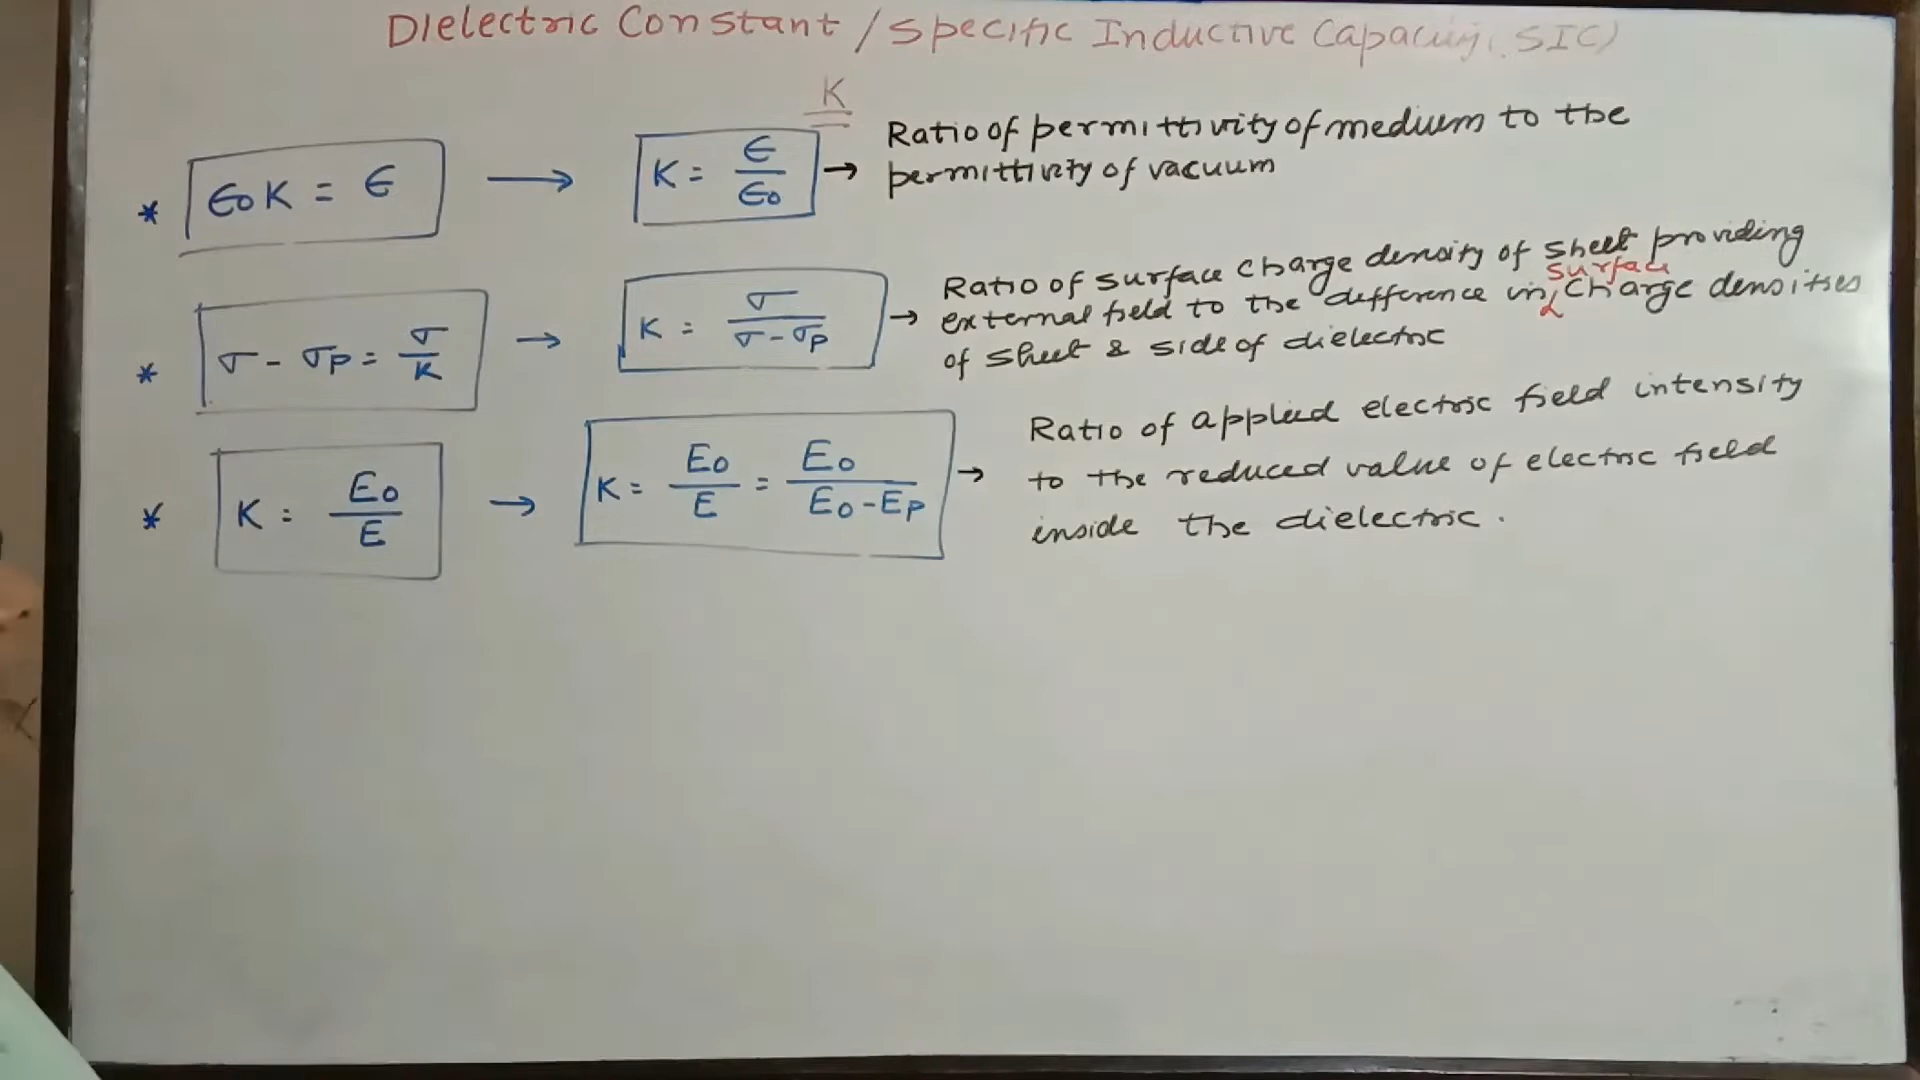 Dielectric Constant / Specific Inductive Capacity, SIC)
K
* ϵ0 K = ϵ → K = ϵ/ϵ0 → Ratio of permittivity of medium to the
permittivity of vacuum
* σ - σP = σ/K → K = σ/(σ - σP) → Ratio of surface charge density of sheet providing
external field to the difference in surface charge densities
of sheet & side of dielectric
* K = E0/E → K = E0/E = E0/(E0 - EP) → Ratio of applied electric field intensity
to the reduced value of electric field
inside the dielectric.